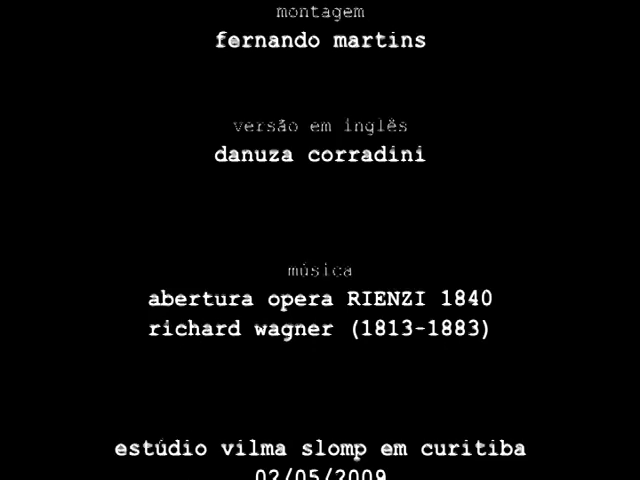 montagem
fernando martins
versão em inglês
danuza corradini
música
abertura opera RIENZI 1840
richard wagner (1813-1883)
estúdio vilma slomp em curitiba
02/05/2009